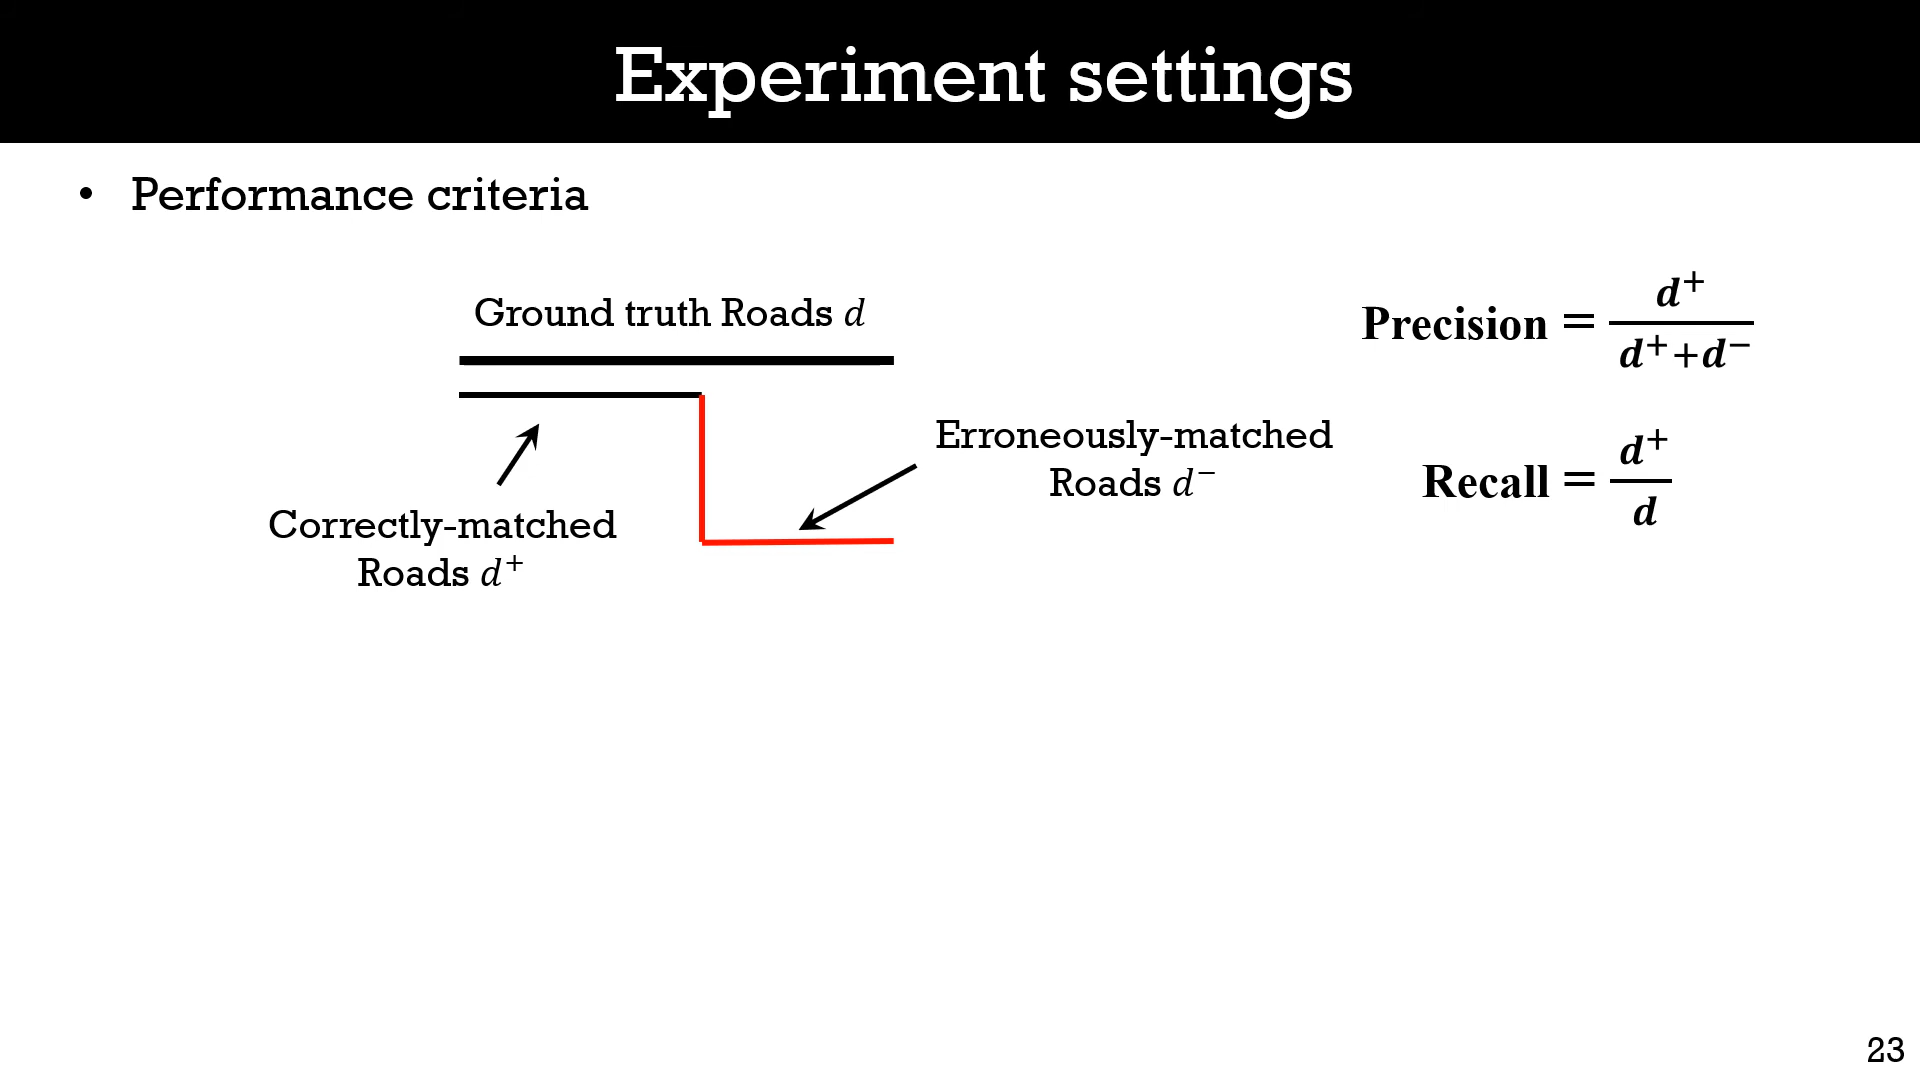 Experiment settings
• Performance criteria
Ground truth Roads d
Correctly-matched
Roads d⁺
Erroneously-matched
Roads d⁻
Precision = d⁺ / d⁺+d⁻
Recall = d⁺ / d
23